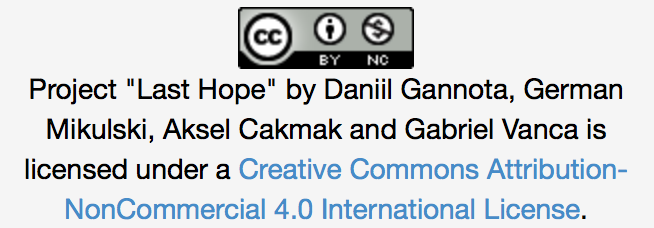 cc
BY NC
Project "Last Hope" by Daniil Gannota, German
Mikulski, Aksel Cakmak and Gabriel Vanca is
licensed under a Creative Commons Attribution-
NonCommercial 4.0 International License.